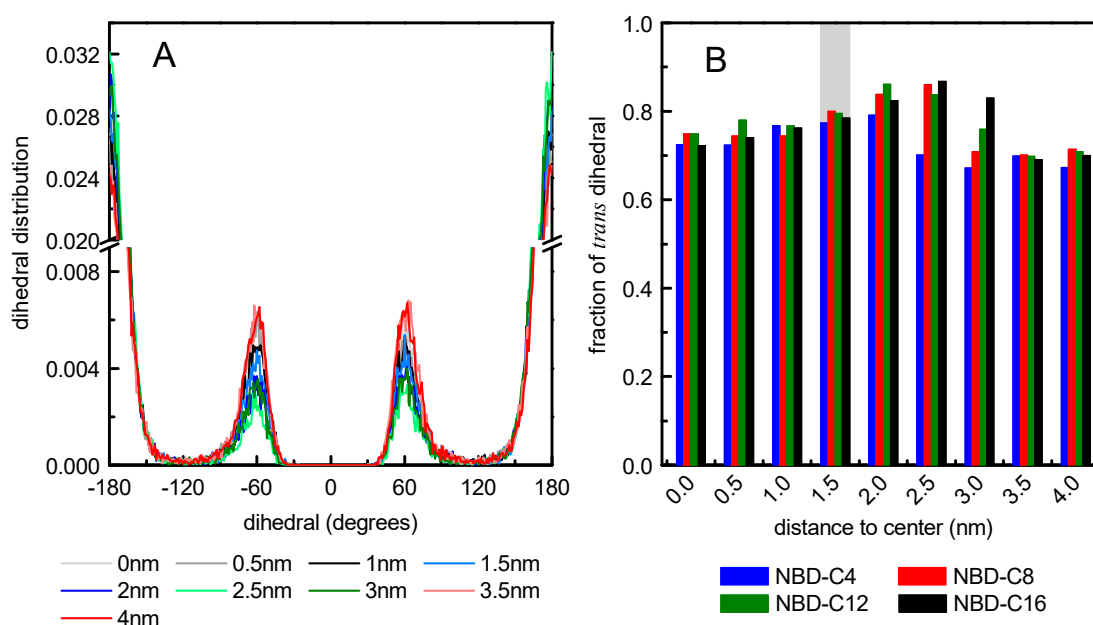 A
dihedral distribution
0.032
0.028
0.024
0.020
0.008
0.004
0.000
-180 -120 -60 0 60 120 180
dihedral (degrees)
0nm 0.5nm 1nm 1.5nm
2nm 2.5nm 3nm 3.5nm
4nm
B
fraction of trans dihedral
1.0
0.8
0.6
0.4
0.2
0.0
0.0 0.5 1.0 1.5 2.0 2.5 3.0 3.5 4.0
distance to center (nm)
NBD-C4 NBD-C8
NBD-C12 NBD-C16